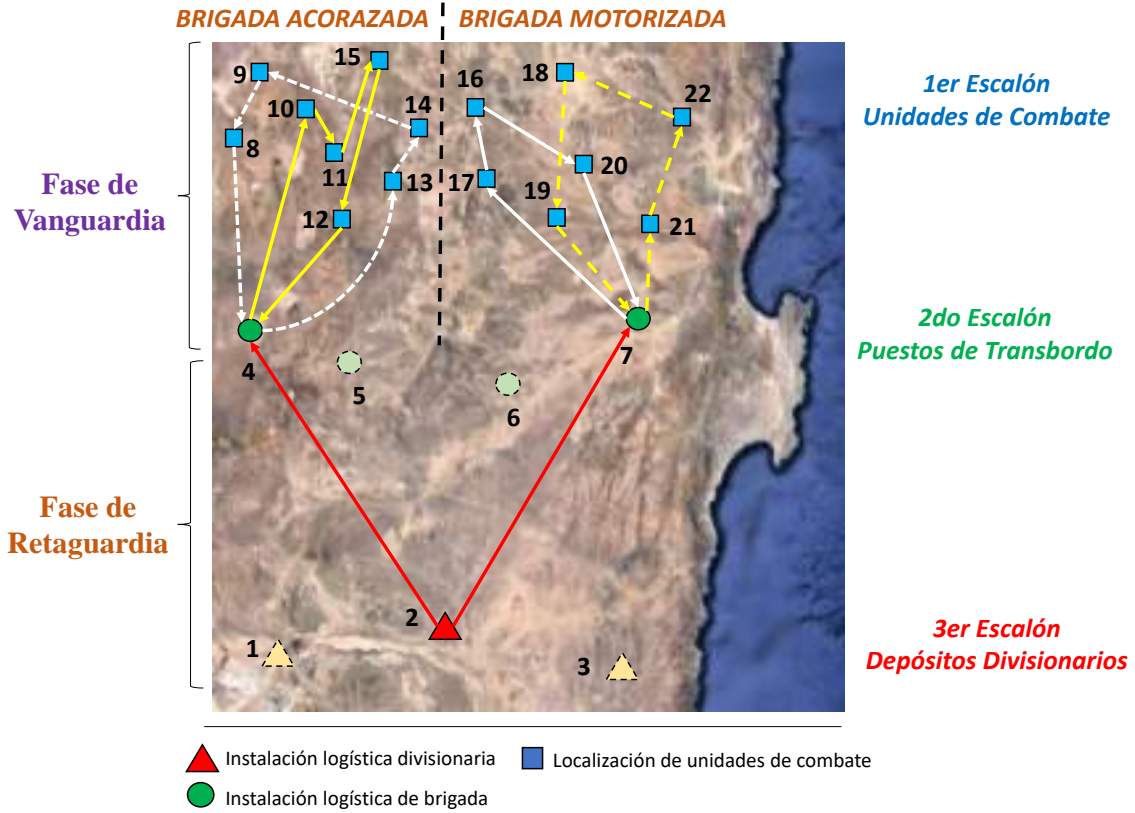 BRIGADA ACORAZADA
BRIGADA MOTORIZADA
15
9
18
16
22
10
14
8
20
11
13
17
19
12
21
4
7
5
6
2
1
3
Fase de
Vanguardia
Fase de
Retaguardia
1er Escalón
Unidades de Combate
2do Escalón
Puestos de Transbordo
3er Escalón
Depósitos Divisionarios
Instalación logística divisionaria
Localización de unidades de combate
Instalación logística de brigada